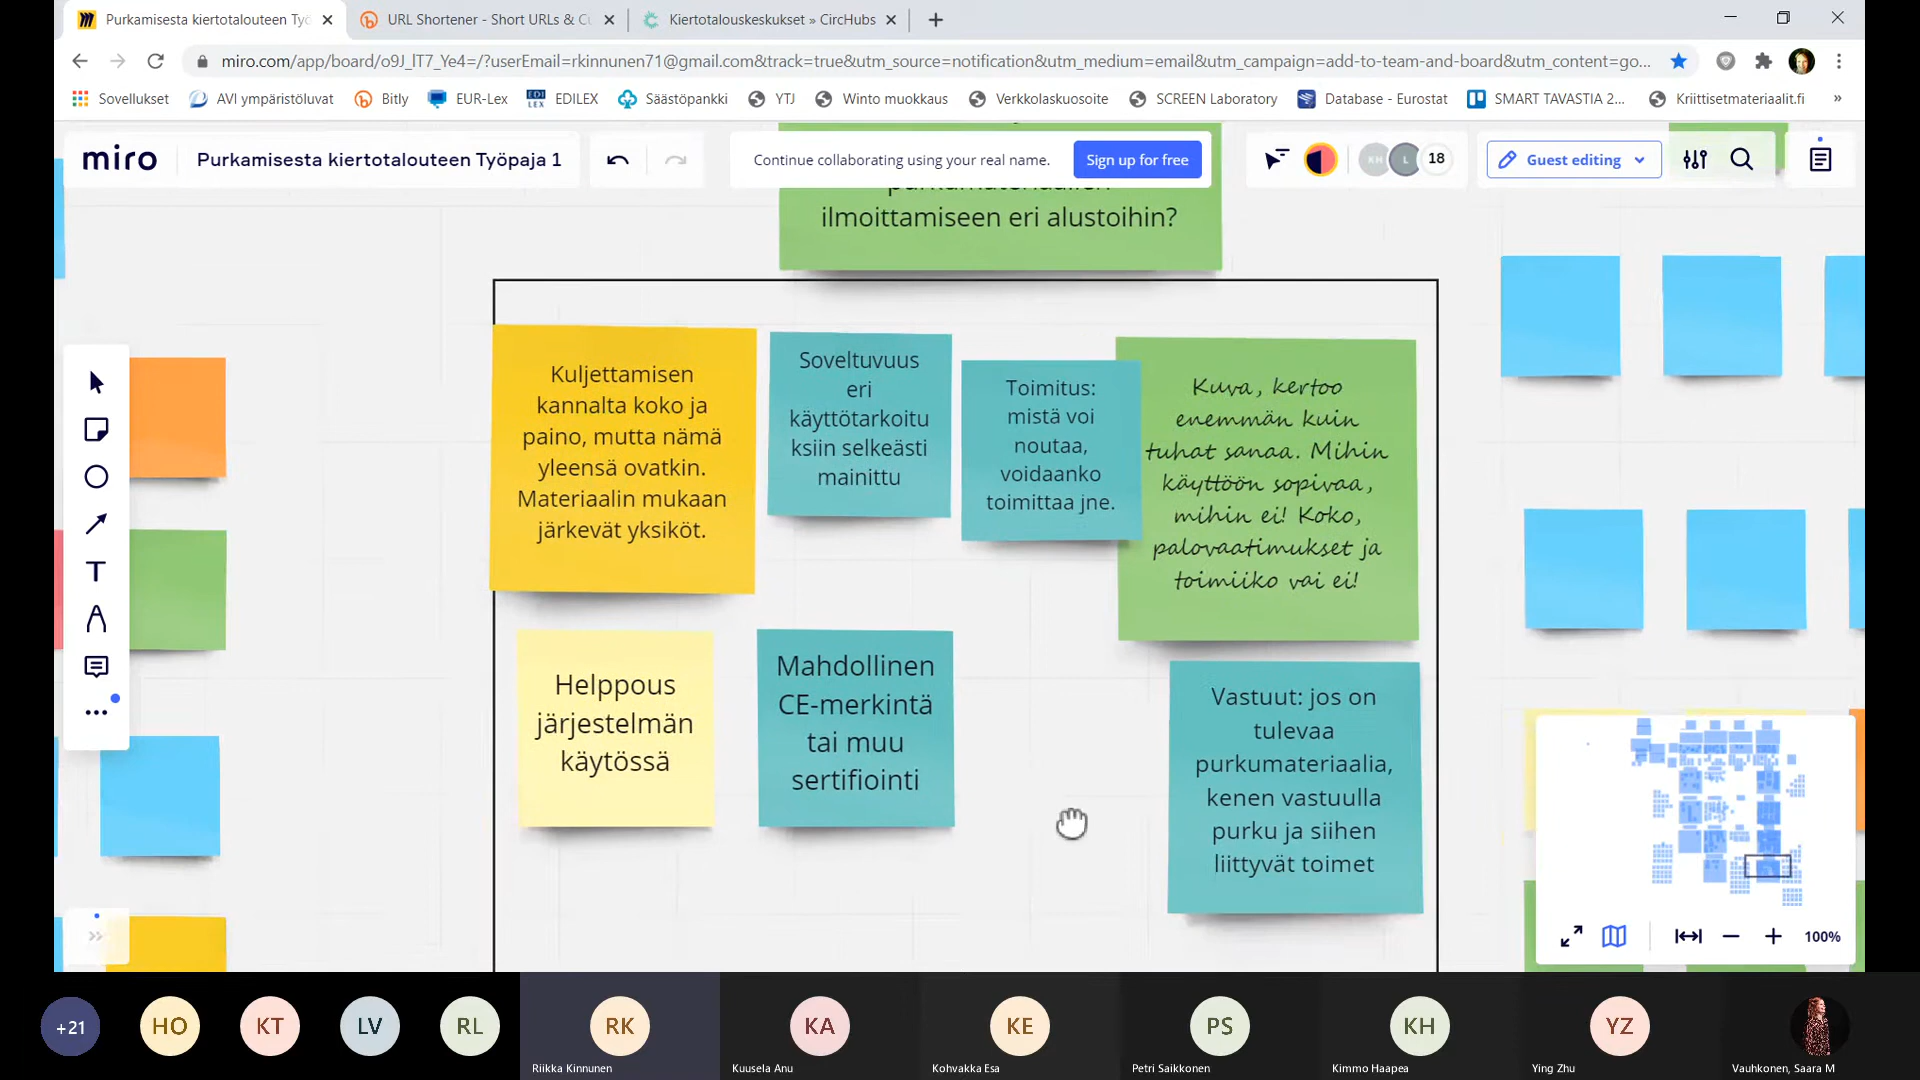 Purkamisesta kiertotalouteen Tyo
URL Shortener - Short URLs & Cu
Kiertotalouskeskukset » CircHubs
miro.com/app/board/o9J_lT7_Ye4=/?userEmail=rkinnunen71@gmail.com&track=true&utm_source=notification&utm_medium=email&utm_campaign=add-to-team-and-board&utm_content=go...
Sovellukset
AVI ympäristöluvat
Bitly
EUR-Lex
EDILEX
Säästöpankki
YTJ
Winto muokkaus
Verkkolaskuosoite
SCREEN Laboratory
Database - Eurostat
SMART TAVASTIA 2...
Kriittisetmateriaalit.fi
»
miro
Purkamisesta kiertotalouteen Työpaja 1
Continue collaborating using your real name.
Sign up for free
KH
L
18
Guest editing
ilmoittamiseen eri alustoihin?
Kuljettamisen
kannalta koko ja
paino, mutta nämä
yleensä ovatkin.
Materiaalin mukaan
järkevät yksiköt.
Soveltuvuus
eri
käyttötarkoitu
ksiin selkeästi
mainittu
Toimitus:
mistä voi
noutaa,
voidaanko
toimittaa jne.
Kuva, kertoo
enemmän kuin
tuhat sanaa. Mihin
käyttöön sopivaa,
mihin ei! Koko,
palovaatimukset ja
toimiiko vai ei!
Helppous
järjestelmän
käytössä
Mahdollinen
CE-merkintä
tai muu
sertifiointi
Vastuut: jos on
tulevaa
purkumateriaalia,
kenen vastuulla
purku ja siihen
liittyvät toimet
100%
+21
HO
KT
LV
RL
RK
Riikka Kinnunen
KA
Kuusela Anu
KE
Kohvakka Esa
PS
Petri Saikkonen
KH
Kimmo Haapea
YZ
Ying Zhu
Vauhkonen, Saara M